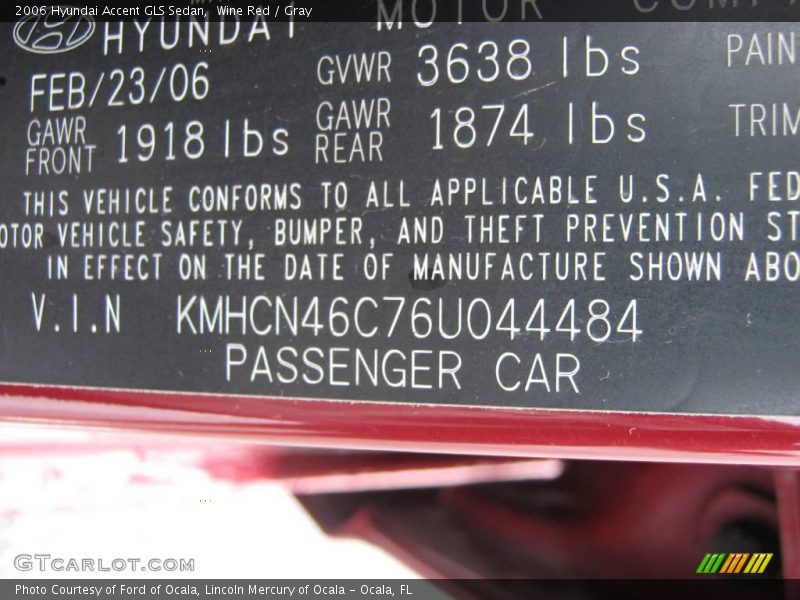 2006 Hyundai Accent GLS Sedan, Wine Red / Gray
HYUNDAI MOTOR
FEB/23/06 GVWR 3638 lbs PAIN
GAWR FRONT 1918 lbs GAWR REAR 1874 lbs TRIM
THIS VEHICLE CONFORMS TO ALL APPLICABLE U.S.A. FED
OTOR VEHICLE SAFETY, BUMPER, AND THEFT PREVENTION ST
IN EFFECT ON THE DATE OF MANUFACTURE SHOWN ABO
V.I.N KMHCN46C76U044484
PASSENGER CAR
GTCARLOT.COM
Photo Courtesy of Ford of Ocala, Lincoln Mercury of Ocala - Ocala, FL